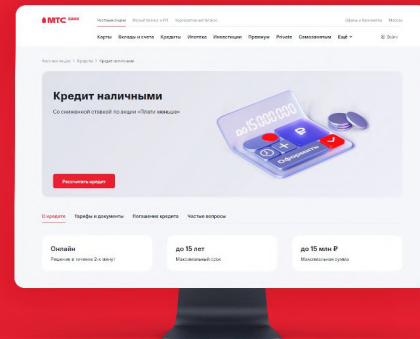 МТС БАНК Частным лицам Малый бизнес и ИП Корпоративный бизнес Офисы и банкоматы Москва
Карты Вклады и счета Кредиты Ипотека Инвестиции Премиум Private Самозанятым Ещё Войти
Частным лицам Кредиты Кредит наличными
Кредит наличными
Со сниженной ставкой по акции «Плати меньше»
до 15 000 000
₽
Оформить
Рассчитать кредит
О кредите Тарифы и документы Погашение кредита Частые вопросы
Онлайн до 15 лет до 15 млн ₽
Решение в течение 2-х минут Максимальный срок Максимальная сумма